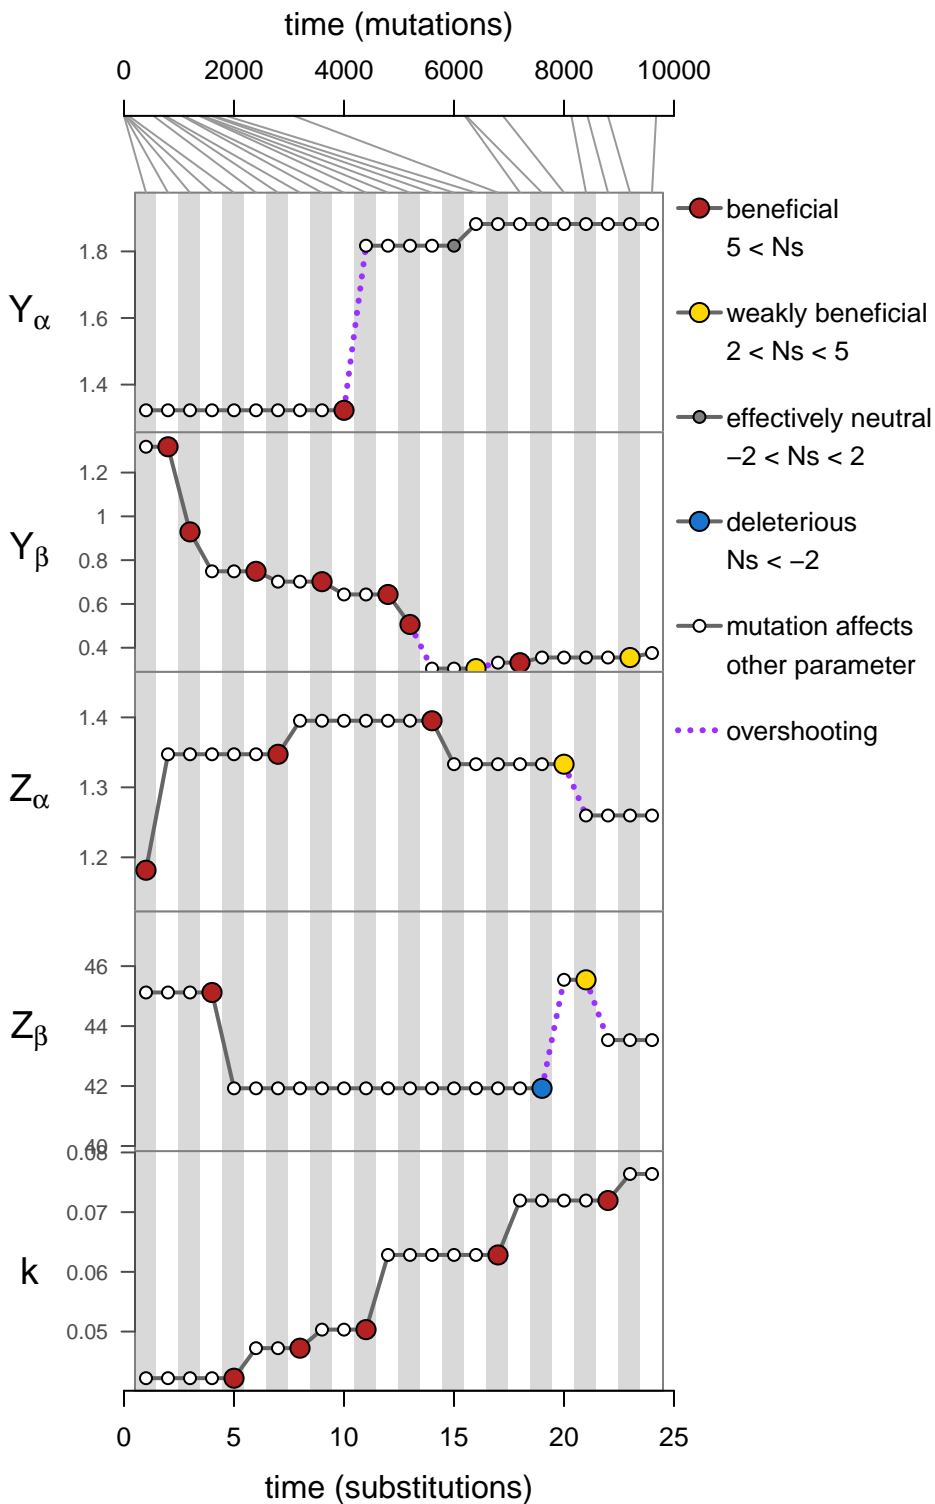 time (mutations)
0 2000 4000 6000 8000 10000
Yα
1.8
1.6
1.4
Yβ
1.2
1
0.8
0.6
0.4
Zα
1.4
1.3
1.2
Zβ
46
44
42
40
k
0.08
0.07
0.06
0.05
0 5 10 15 20 25
time (substitutions)
beneficial
5 < Ns
weakly beneficial
2 < Ns < 5
effectively neutral
−2 < Ns < 2
deleterious
Ns < −2
mutation affects
other parameter
overshooting